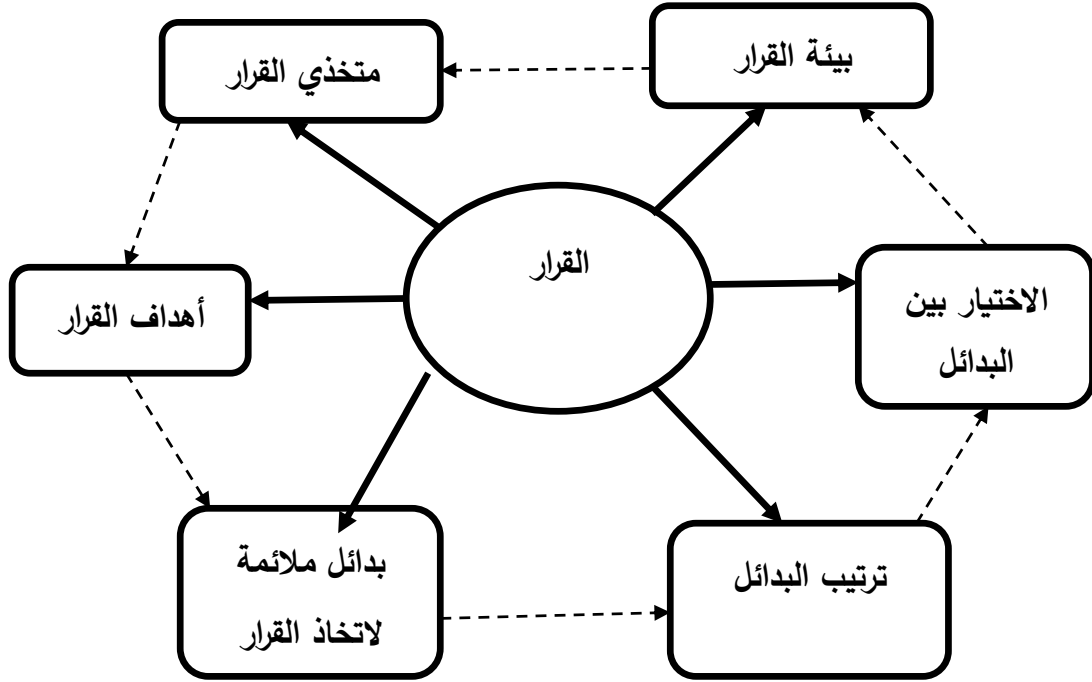 بيئة القرار
متخذي القرار
القرار
الاختيار بين
البدائل
أهداف القرار
ترتيب البدائل
بدائل ملائمة
لاتخاذ القرار